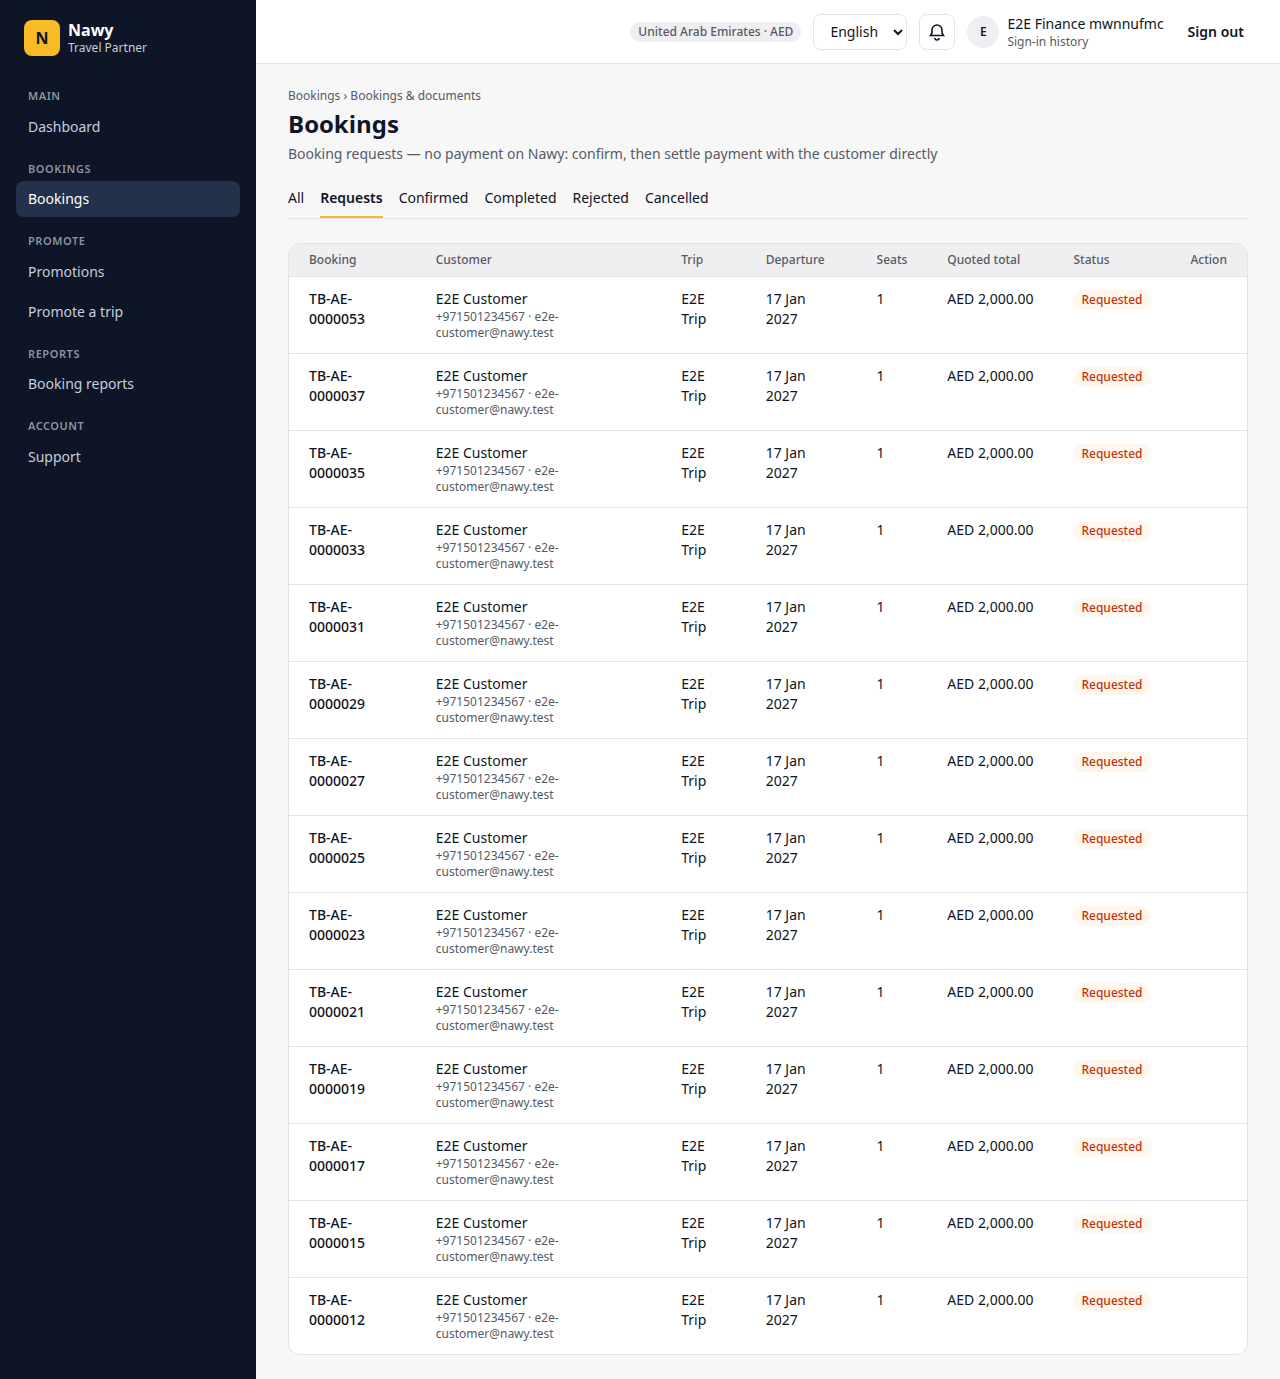 N
Nawy
Travel Partner
MAIN
Dashboard
BOOKINGS
Bookings
PROMOTE
Promotions
Promote a trip
REPORTS
Booking reports
ACCOUNT
Support
United Arab Emirates · AED
English
E
E2E Finance mwnnufmc
Sign-in history
Sign out
Bookings › Bookings & documents
Bookings
Booking requests — no payment on Nawy: confirm, then settle payment with the customer directly
All Requests Confirmed Completed Rejected Cancelled
Booking Customer Trip Departure Seats Quoted total Status Action
TB-AE- E2E Customer E2E 17 Jan 1 AED 2,000.00 Requested
0000053 +971501234567 · e2e- Trip 2027
customer@nawy.test
TB-AE- E2E Customer E2E 17 Jan 1 AED 2,000.00 Requested
0000037 +971501234567 · e2e- Trip 2027
customer@nawy.test
TB-AE- E2E Customer E2E 17 Jan 1 AED 2,000.00 Requested
0000035 +971501234567 · e2e- Trip 2027
customer@nawy.test
TB-AE- E2E Customer E2E 17 Jan 1 AED 2,000.00 Requested
0000033 +971501234567 · e2e- Trip 2027
customer@nawy.test
TB-AE- E2E Customer E2E 17 Jan 1 AED 2,000.00 Requested
0000031 +971501234567 · e2e- Trip 2027
customer@nawy.test
TB-AE- E2E Customer E2E 17 Jan 1 AED 2,000.00 Requested
0000029 +971501234567 · e2e- Trip 2027
customer@nawy.test
TB-AE- E2E Customer E2E 17 Jan 1 AED 2,000.00 Requested
0000027 +971501234567 · e2e- Trip 2027
customer@nawy.test
TB-AE- E2E Customer E2E 17 Jan 1 AED 2,000.00 Requested
0000025 +971501234567 · e2e- Trip 2027
customer@nawy.test
TB-AE- E2E Customer E2E 17 Jan 1 AED 2,000.00 Requested
0000023 +971501234567 · e2e- Trip 2027
customer@nawy.test
TB-AE- E2E Customer E2E 17 Jan 1 AED 2,000.00 Requested
0000021 +971501234567 · e2e- Trip 2027
customer@nawy.test
TB-AE- E2E Customer E2E 17 Jan 1 AED 2,000.00 Requested
0000019 +971501234567 · e2e- Trip 2027
customer@nawy.test
TB-AE- E2E Customer E2E 17 Jan 1 AED 2,000.00 Requested
0000017 +971501234567 · e2e- Trip 2027
customer@nawy.test
TB-AE- E2E Customer E2E 17 Jan 1 AED 2,000.00 Requested
0000015 +971501234567 · e2e- Trip 2027
customer@nawy.test
TB-AE- E2E Customer E2E 17 Jan 1 AED 2,000.00 Requested
0000012 +971501234567 · e2e- Trip 2027
customer@nawy.test